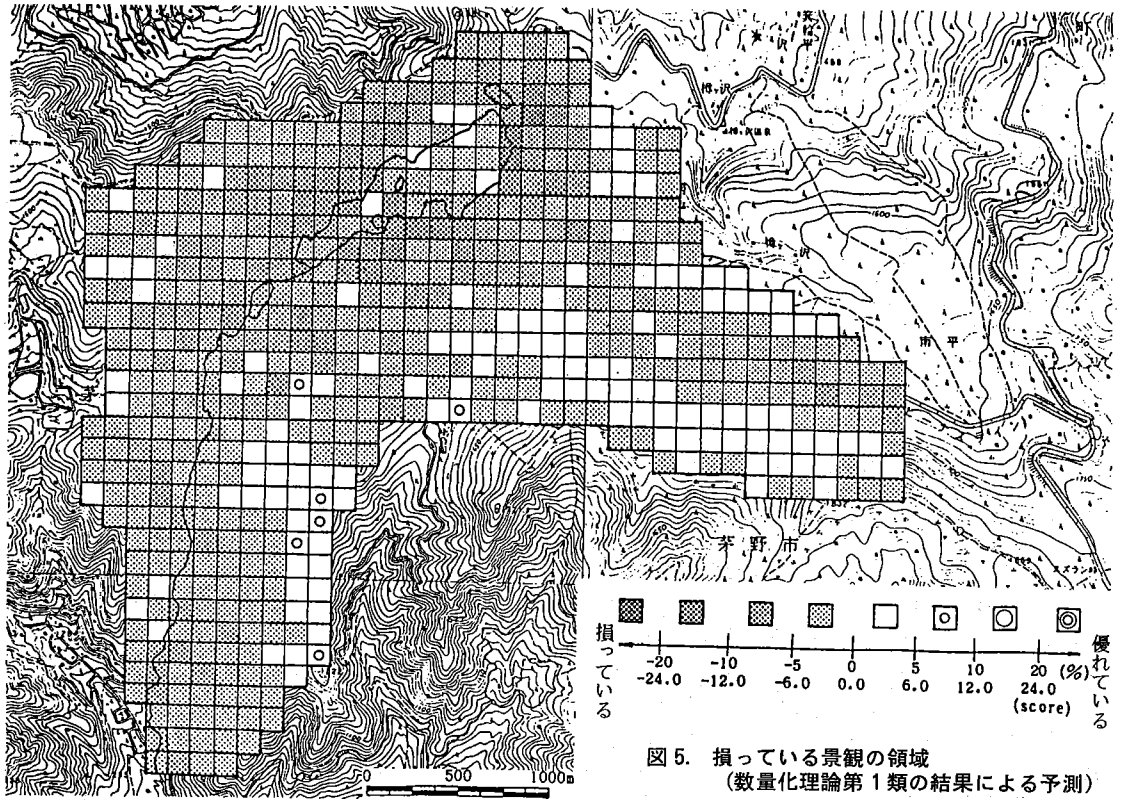 茅野市
南平
1600
損っている
優れている
-20 -10 -5 0 5 10 20 (%)
-24.0 -12.0 -6.0 0.0 6.0 12.0 24.0
(score)
0 500 1000m
図5. 損っている景観の領域
(数量化理論第1類の結果による予測)